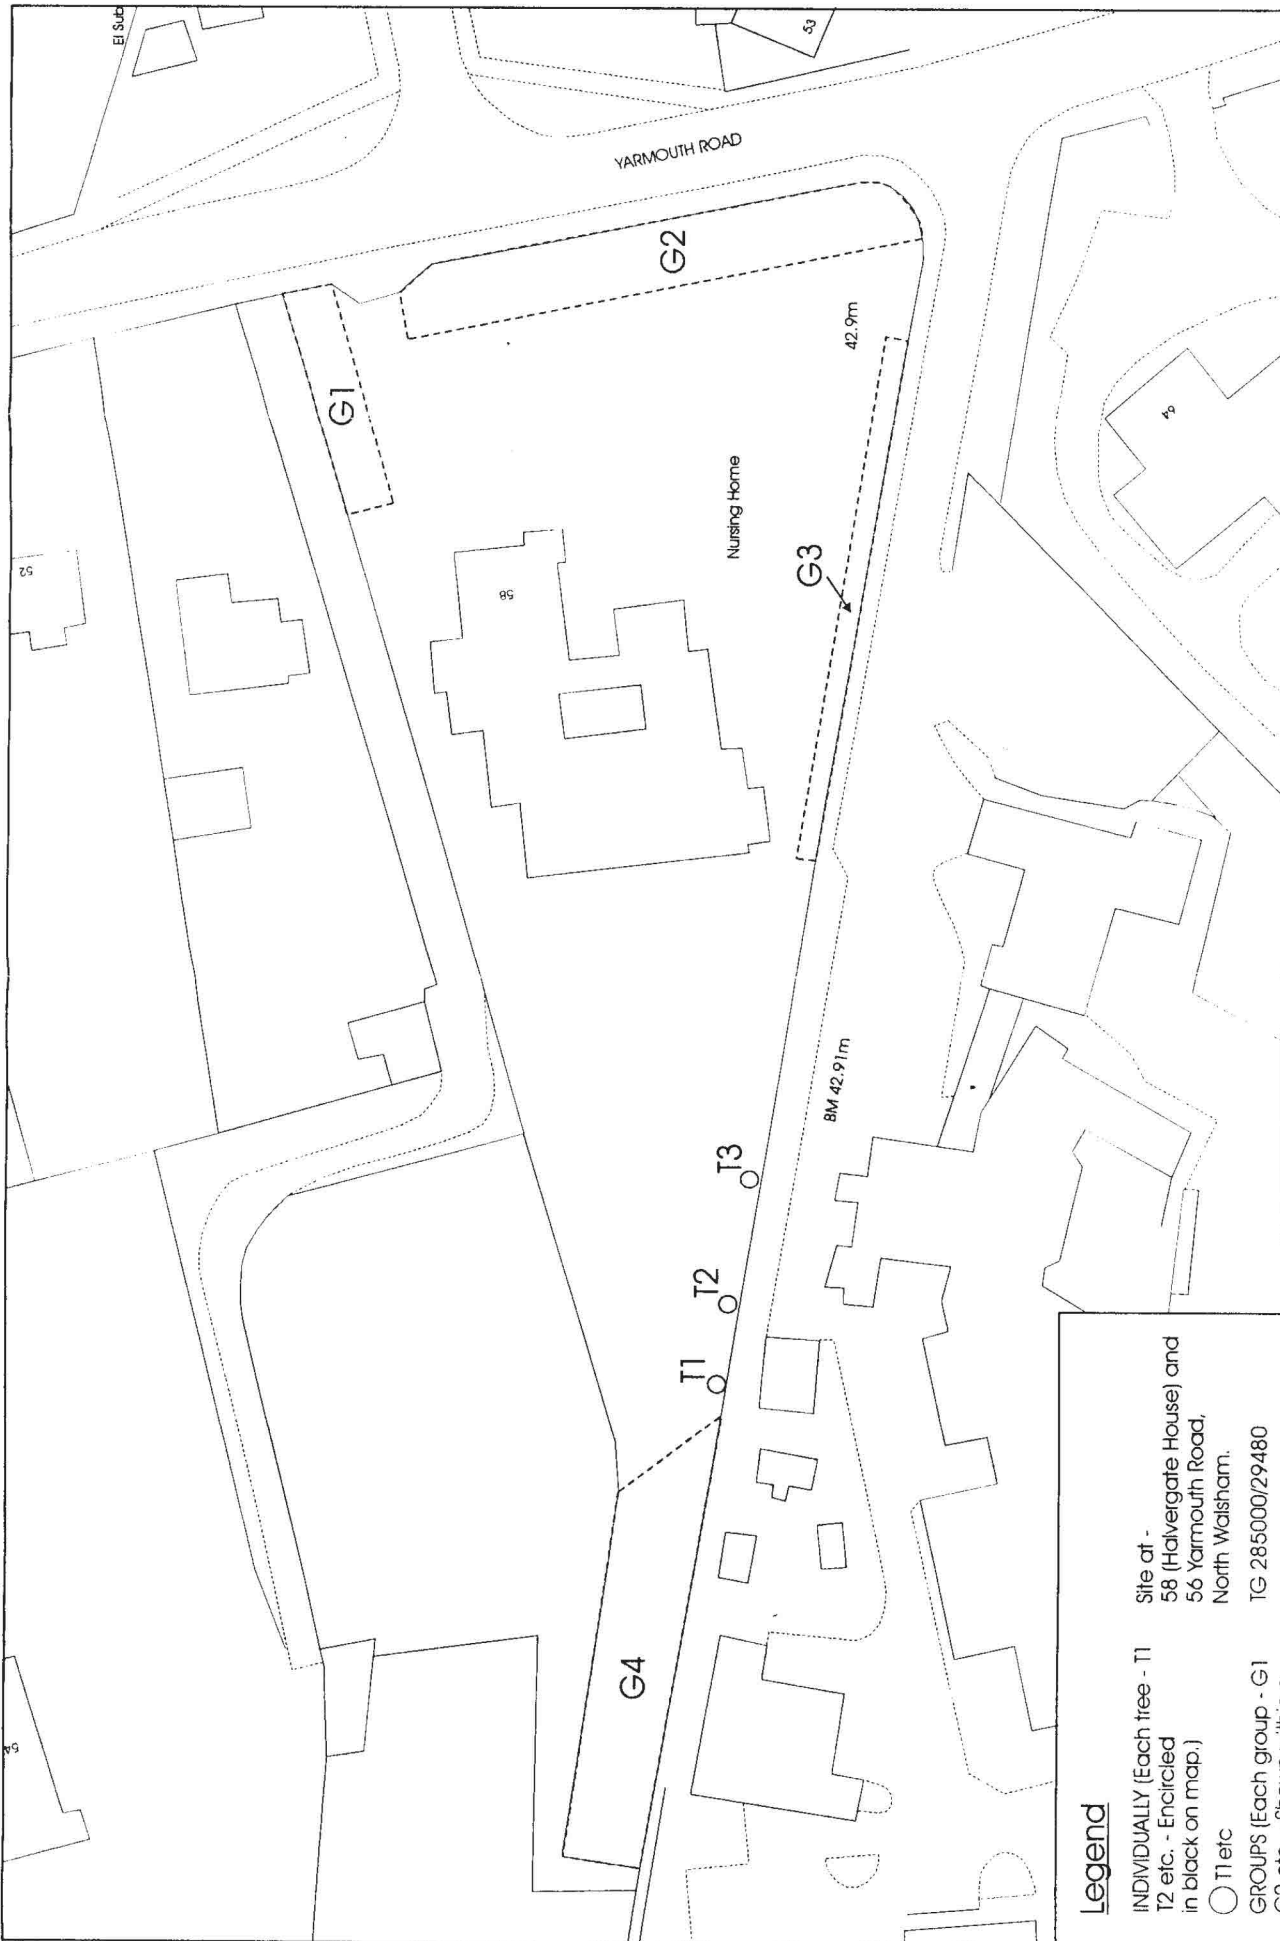 El Sub
53
YARMOUTH ROAD
G2
G1
42.9m
64
52
Nursing Home
58
G3
BM 42.91m
T3
T2
T1
G4
54
Legend
INDIVIDUALLY (Each tree - T1
T2 etc. - Encircled
in black on map.)
T1 etc
GROUPS (Each group - G1
Site at -
58 (Halvergate House) and
56 Yarmouth Road,
North Walsham.
TG 285000/29480